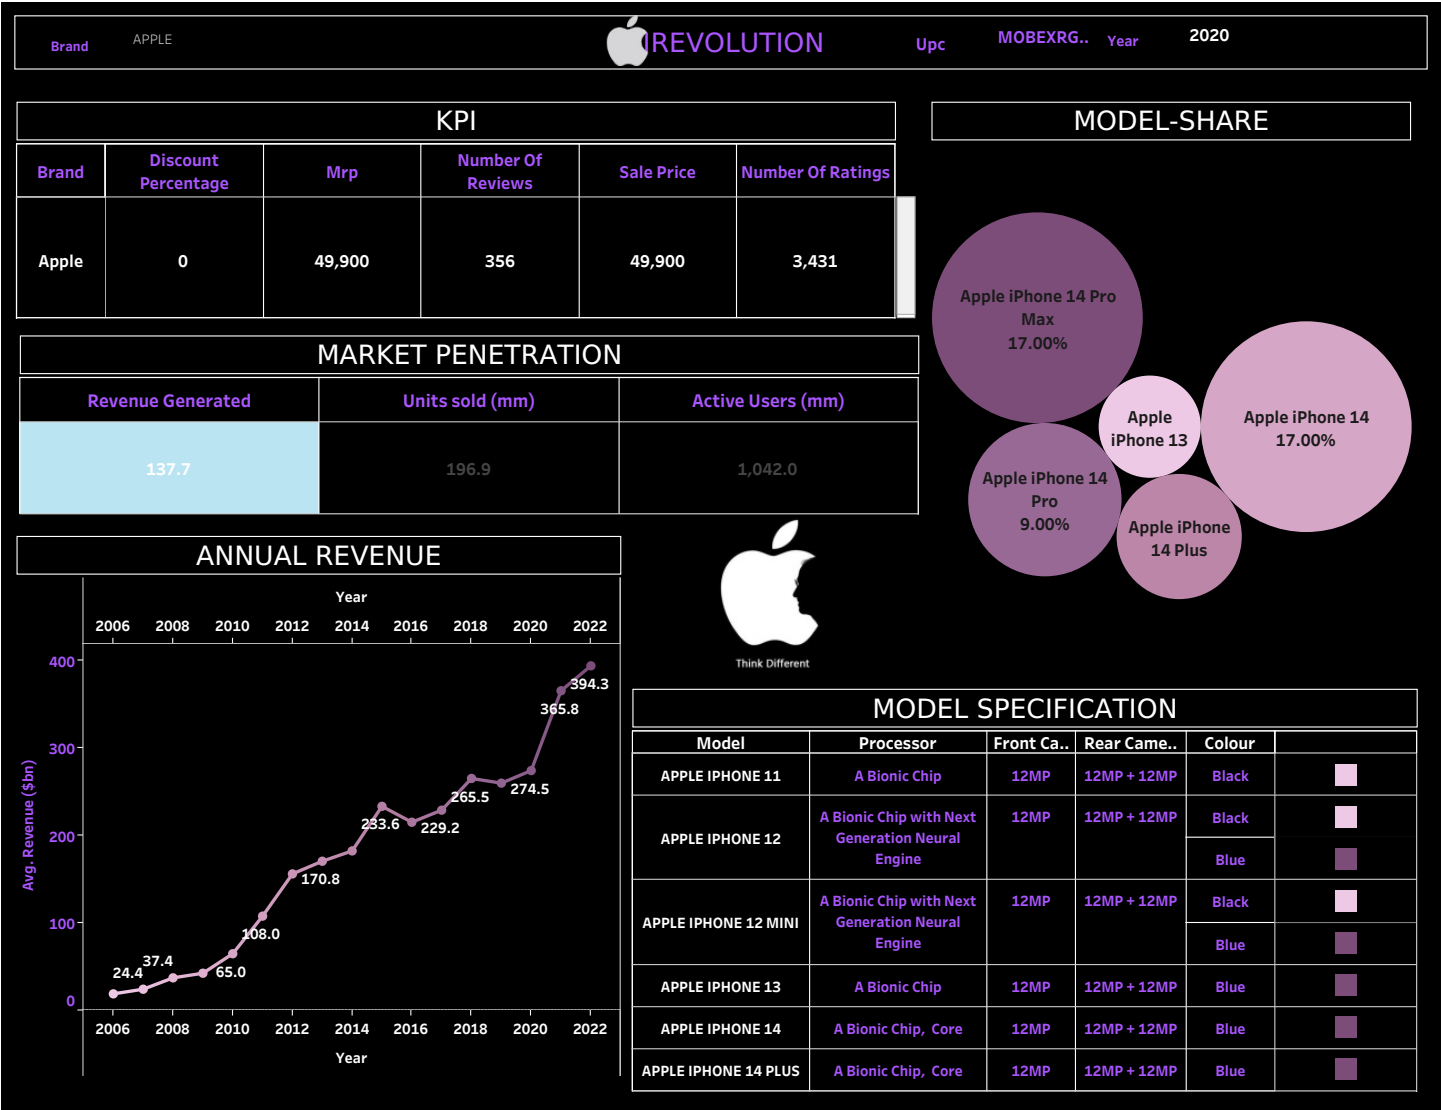 Brand APPLE REVOLUTION Upc MOBEXRG.. Year 2020
KPI
Brand Discount Percentage Mrp Number Of Reviews Sale Price Number Of Ratings
Apple 0 49,900 356 49,900 3,431
MARKET PENETRATION
Revenue Generated Units sold (mm) Active Users (mm)
137.7 196.9 1,042.0
MODEL-SHARE
Apple iPhone 14 Pro
Max
17.00%
Apple
iPhone 13
Apple iPhone 14
17.00%
Apple iPhone 14
Pro
9.00%
Apple iPhone
14 Plus
Think Different
ANNUAL REVENUE
Year
2006 2008 2010 2012 2014 2016 2018 2020 2022
Avg. Revenue ($bn)
400
300
200
100
0
24.4
37.4
65.0
108.0
170.8
233.6
229.2
265.5
274.5
365.8
394.3
2006 2008 2010 2012 2014 2016 2018 2020 2022
Year
MODEL SPECIFICATION
Model Processor Front Ca.. Rear Came.. Colour
APPLE IPHONE 11 A Bionic Chip 12MP 12MP + 12MP Black
APPLE IPHONE 12 A Bionic Chip with Next Generation Neural Engine 12MP 12MP + 12MP Black
Blue
APPLE IPHONE 12 MINI A Bionic Chip with Next Generation Neural Engine 12MP 12MP + 12MP Black
Blue
APPLE IPHONE 13 A Bionic Chip 12MP 12MP + 12MP Blue
APPLE IPHONE 14 A Bionic Chip, Core 12MP 12MP + 12MP Blue
APPLE IPHONE 14 PLUS A Bionic Chip, Core 12MP 12MP + 12MP Blue